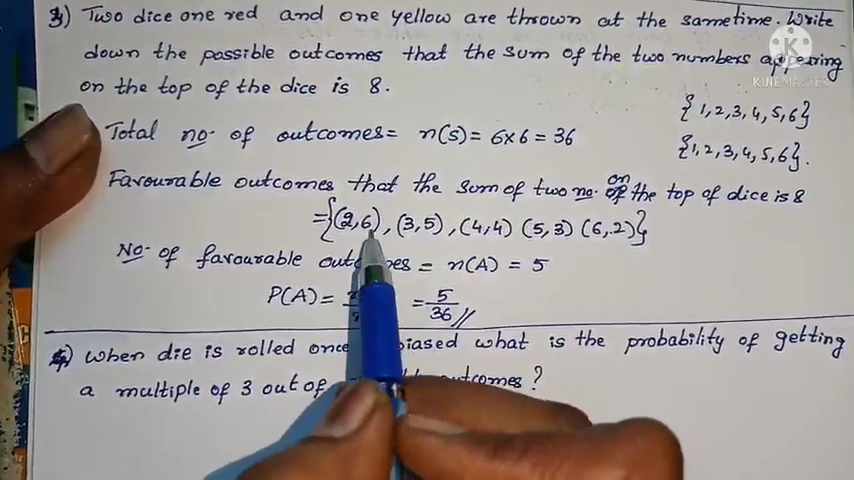 3) Two dice one red and one yellow are thrown at the sametime. Write
down the possible outcomes that the sum of the two numbers appearing
on the top of the dice is 8.
{1,2,3,4,5,6}
Total no. of outcomes = n(s) = 6×6 = 36
{1,2,3,4,5,6}.
Favourable outcomes that the sum of two no. of on the top of dice is 8
= {(2,6), (3,5), (4,4) (5,3) (6,2)}
No. of favourable outcomes = n(A) = 5
P(A) = = 5/36 //
4) When die is rolled once biased what is the probability of getting
a multiple of 3 out of outcomes?
KINEMASTER